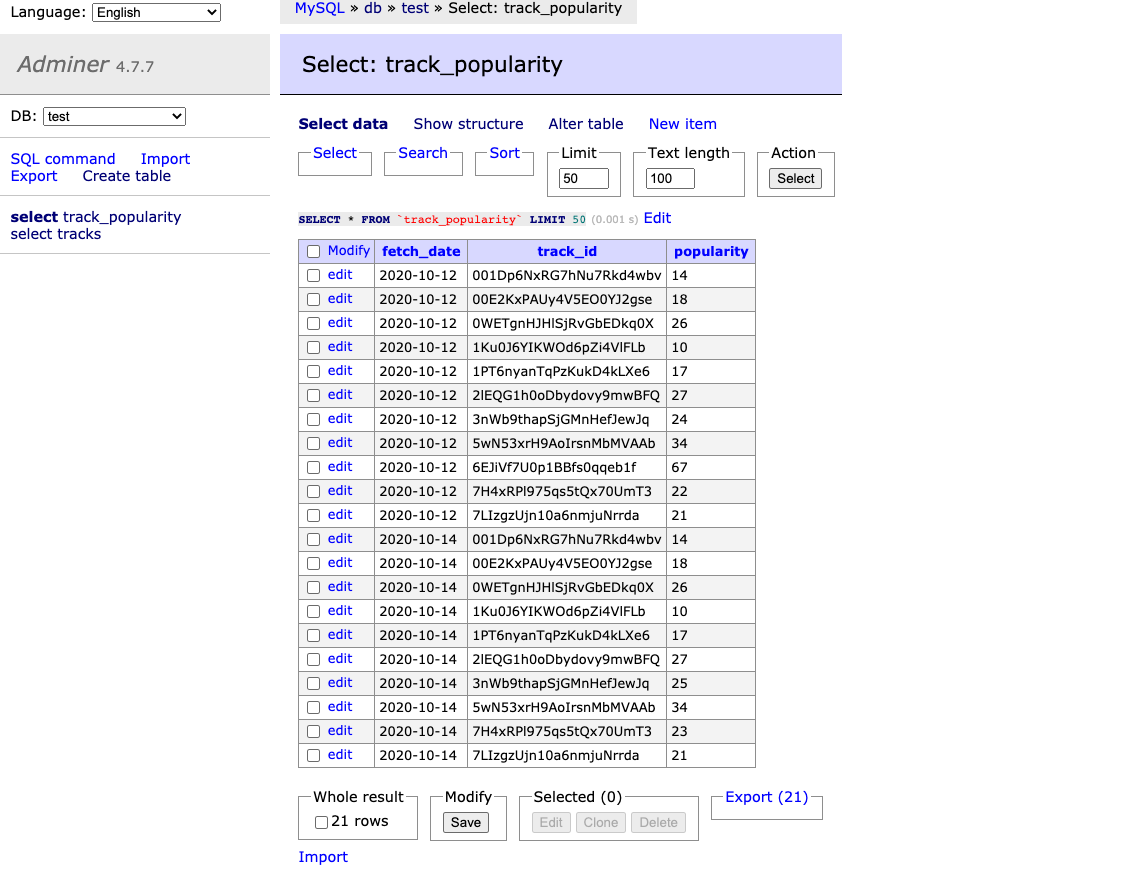 Language: English
MySQL » db » test » Select: track_popularity
Adminer 4.7.7
Select: track_popularity
DB: test
SQL command Import
Export Create table
select track_popularity
select tracks
Select data Show structure Alter table New item
Select Search Sort Limit Text length Action
50 100 Select
SELECT * FROM `track_popularity` LIMIT 50 (0.001 s) Edit
Modify fetch_date track_id popularity
edit 2020-10-12 001Dp6NxRG7hNu7Rkd4wbv 14
edit 2020-10-12 00E2KxPAUy4V5EO0YJ2gse 18
edit 2020-10-12 0WETgnHJHlSjRvGbEDkq0X 26
edit 2020-10-12 1Ku0J6YIKWOd6pZi4VlFLb 10
edit 2020-10-12 1PT6nyanTqPzKukD4kLXe6 17
edit 2020-10-12 2lEQG1h0oDbydovy9mwBFQ 27
edit 2020-10-12 3nWb9thapSjGMnHefJewJq 24
edit 2020-10-12 5wN53xrH9AoIrsnMbMVAAb 34
edit 2020-10-12 6EJiVf7U0p1BBfs0qqeb1f 67
edit 2020-10-12 7H4xRPl975qs5tQx70UmT3 22
edit 2020-10-12 7LIzgzUjn10a6nmjuNrrda 21
edit 2020-10-14 001Dp6NxRG7hNu7Rkd4wbv 14
edit 2020-10-14 00E2KxPAUy4V5EO0YJ2gse 18
edit 2020-10-14 0WETgnHJHlSjRvGbEDkq0X 26
edit 2020-10-14 1Ku0J6YIKWOd6pZi4VlFLb 10
edit 2020-10-14 1PT6nyanTqPzKukD4kLXe6 17
edit 2020-10-14 2lEQG1h0oDbydovy9mwBFQ 27
edit 2020-10-14 3nWb9thapSjGMnHefJewJq 25
edit 2020-10-14 5wN53xrH9AoIrsnMbMVAAb 34
edit 2020-10-14 7H4xRPl975qs5tQx70UmT3 23
edit 2020-10-14 7LIzgzUjn10a6nmjuNrrda 21
Whole result Modify Selected (0) Export (21)
21 rows Save Edit Clone Delete
Import